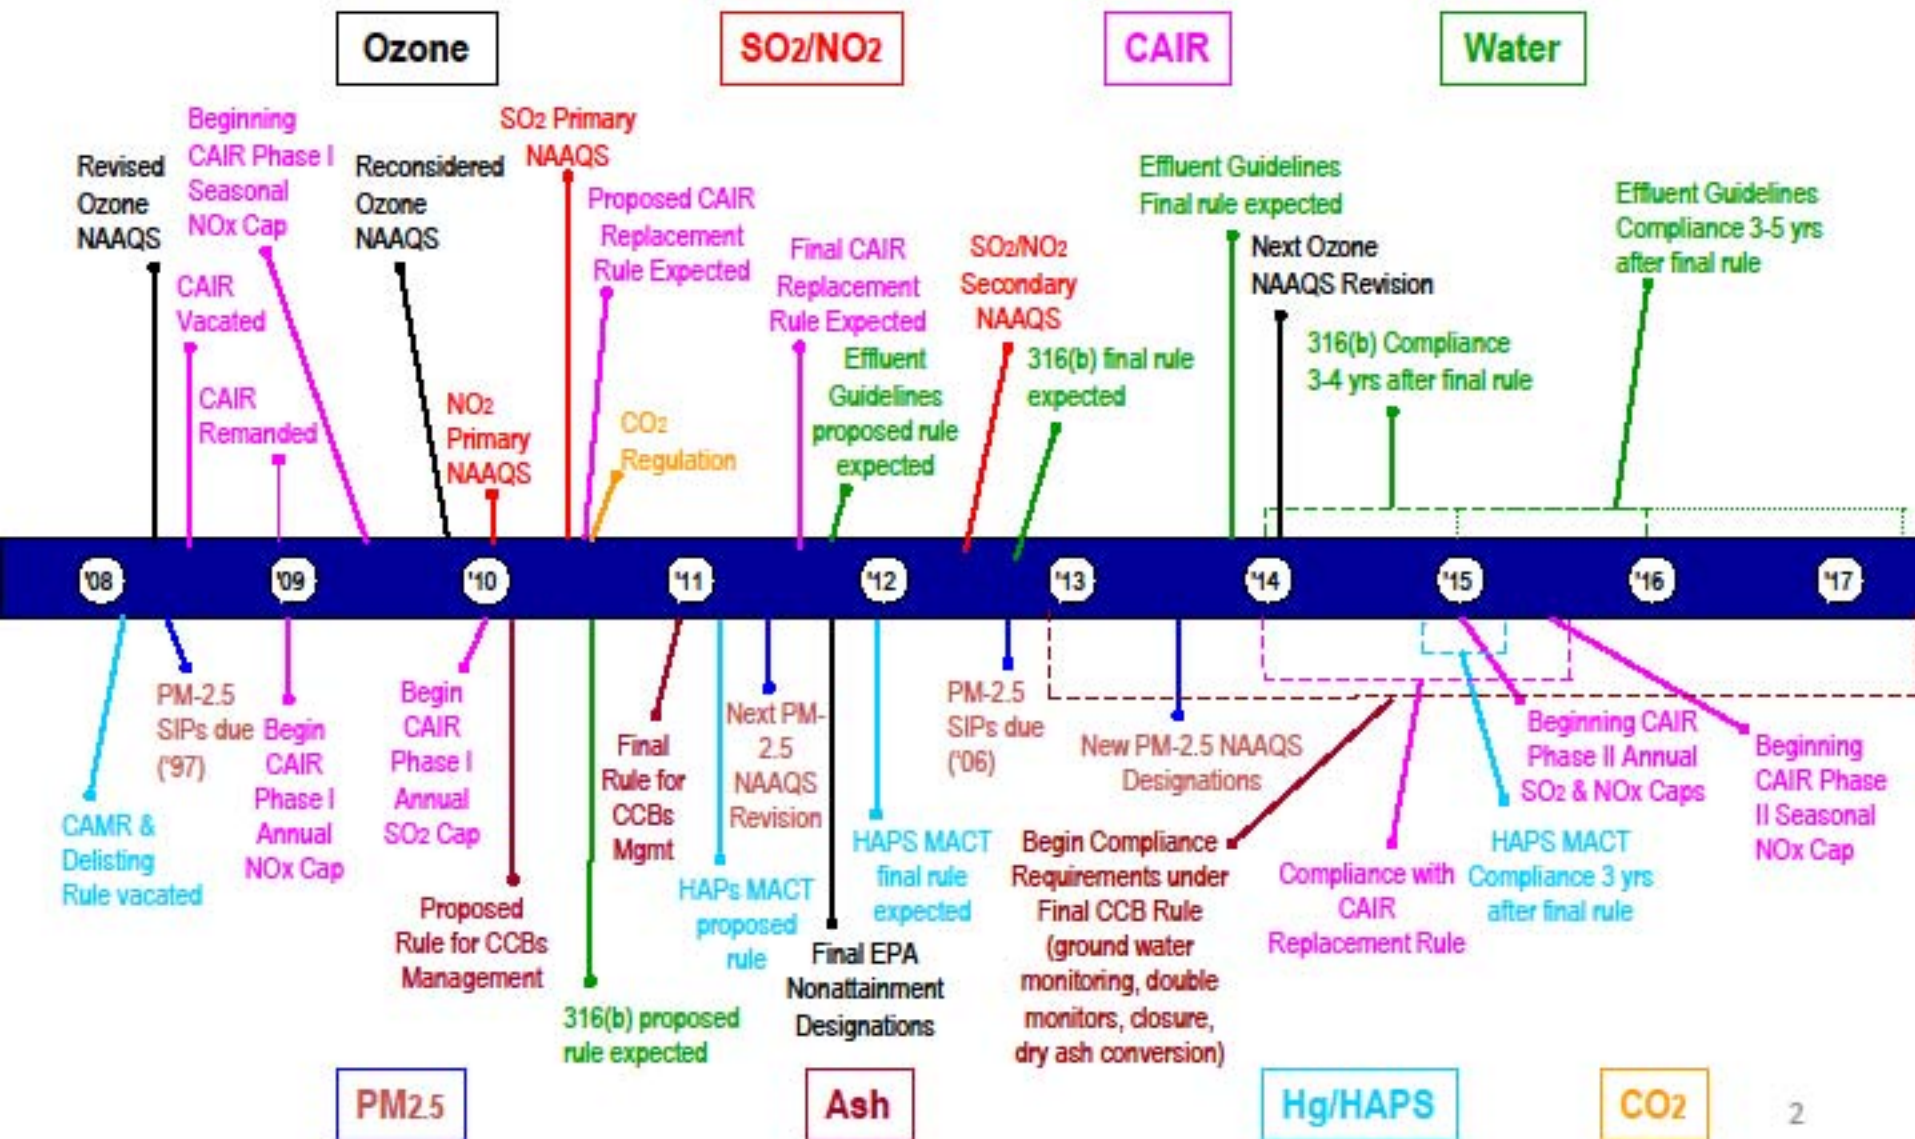 Ozone
SO2/NO2
CAIR
Water
Revised
Ozone
NAAQS
Beginning
CAIR Phase I
Seasonal
NOx Cap
CAIR
Vacated
CAIR
Remanded
Reconsidered
Ozone
NAAQS
NO2
Primary
NAAQS
SO2 Primary
NAAQS
Proposed CAIR
Replacement
Rule Expected
CO2
Regulation
Final CAIR
Replacement
Rule Expected
Effluent
Guidelines
proposed rule
expected
SO2/NO2
Secondary
NAAQS
316(b) final rule
expected
Effluent Guidelines
Final rule expected
Next Ozone
NAAQS Revision
316(b) Compliance
3-4 yrs after final rule
Effluent Guidelines
Compliance 3-5 yrs
after final rule
'08
'09
'10
'11
'12
'13
'14
'15
'16
'17
CAMR &
Delisting
Rule vacated
PM-2.5
SIPs due
('97)
Begin
CAIR
Phase I
Annual
NOx Cap
Begin
CAIR
Phase I
Annual
SO2 Cap
Proposed
Rule for CCBs
Management
316(b) proposed
rule expected
Final
Rule for
CCBs
Mgmt
HAPs MACT
proposed
rule
Next PM-
2.5
NAAQS
Revision
Final EPA
Nonattainment
Designations
HAPS MACT
final rule
expected
PM-2.5
SIPs due
('06)
New PM-2.5 NAAQS
Designations
Begin Compliance
Requirements under
Final CCB Rule
(ground water
monitoring, double
monitors, closure,
dry ash conversion)
Compliance with
CAIR
Replacement Rule
Beginning CAIR
Phase II Annual
SO2 & NOx Caps
HAPS MACT
Compliance 3 yrs
after final rule
Beginning
CAIR Phase
II Seasonal
NOx Cap
PM2.5
Ash
Hg/HAPS
CO2
2